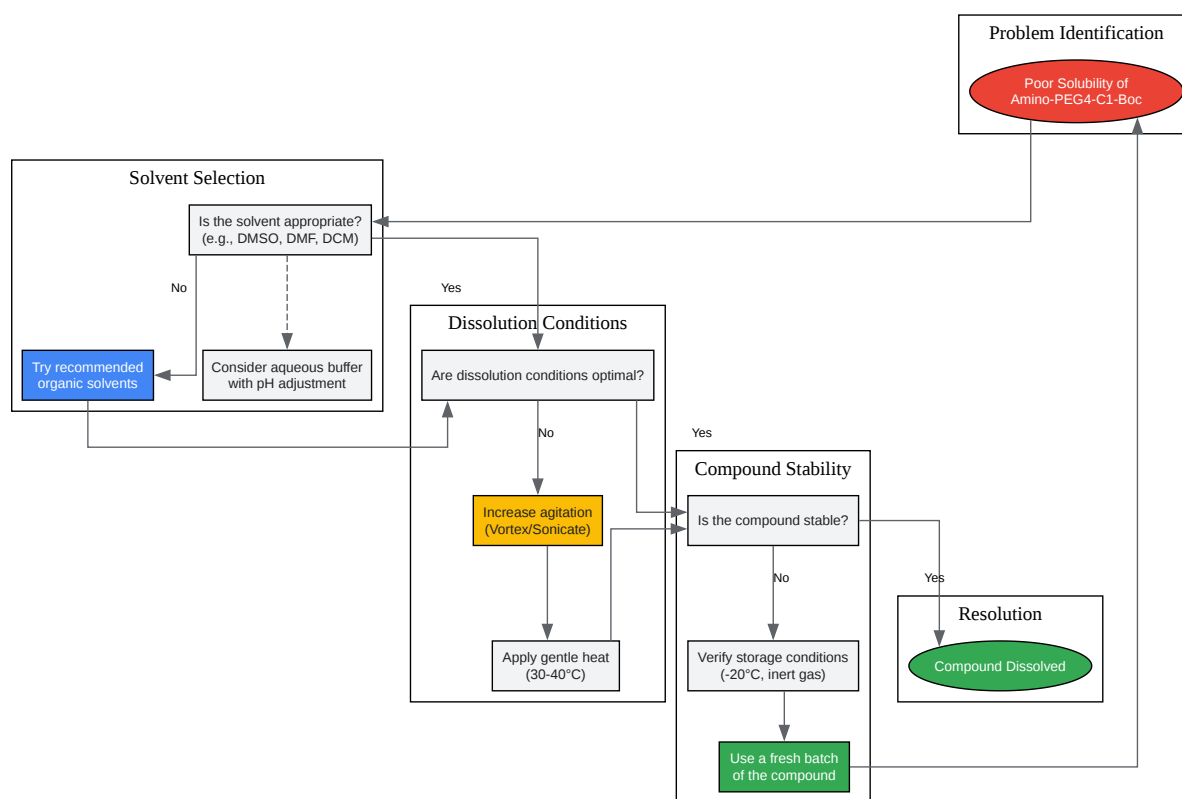 Problem Identification
Poor Solubility of
Amino-PEG4-C1-Boc
Solvent Selection
Is the solvent appropriate?
(e.g., DMSO, DMF, DCM)
No
Yes
Try recommended
organic solvents
Consider aqueous buffer
with pH adjustment
Dissolution Conditions
Are dissolution conditions optimal?
No
Yes
Increase agitation
(Vortex/Sonicate)
Apply gentle heat
(30-40°C)
Compound Stability
Is the compound stable?
No
Yes
Verify storage conditions
(-20°C, inert gas)
Use a fresh batch
of the compound
Resolution
Compound Dissolved